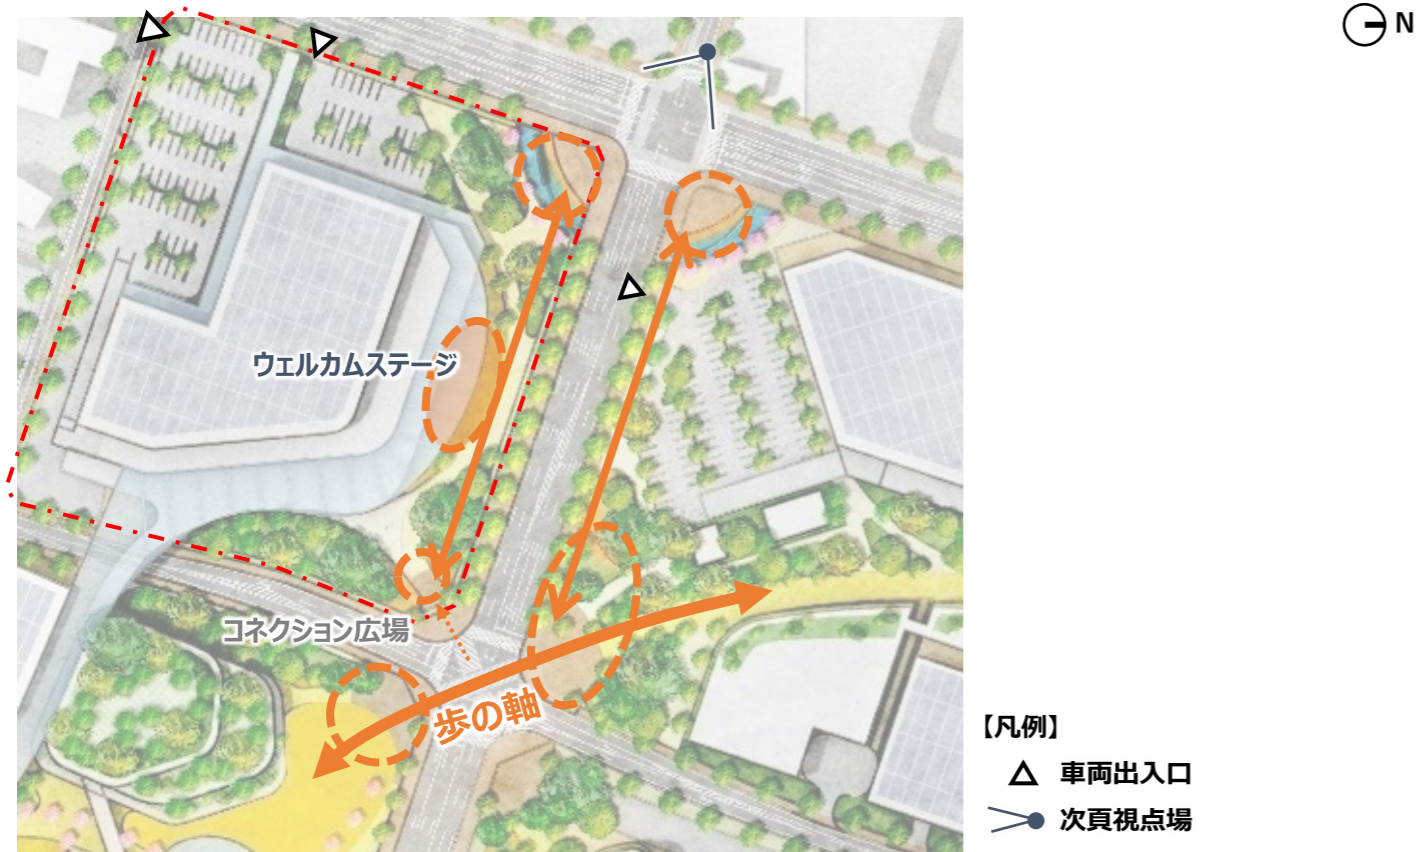 N
ウェルカムステージ
コネクション広場
歩の軸
【凡例】
車両出入口
次頁視点場